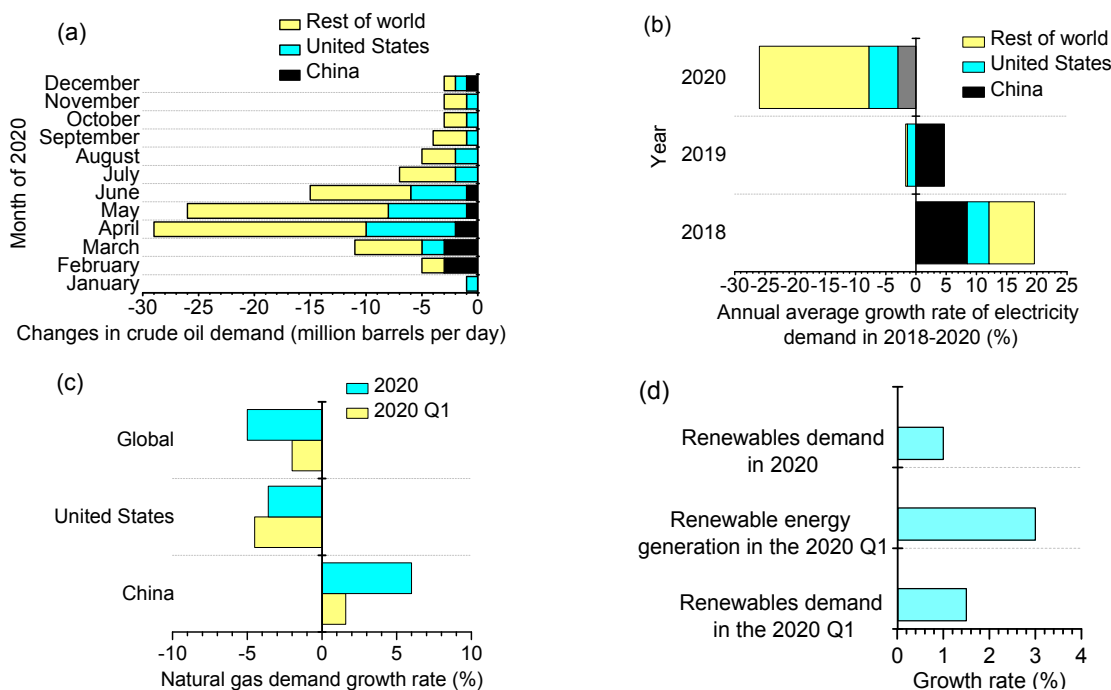 (a)
Rest of world
United States
China
December
November
October
September
August
July
June
May
April
March
February
January
Month of 2020
-30 -25 -20 -15 -10 -5 0
Changes in crude oil demand (million barrels per day)
(b)
Rest of world
United States
China
2020
2019
2018
Year
-30 -25 -20 -15 -10 -5 0 5 10 15 20 25
Annual average growth rate of electricity
demand in 2018-2020 (%)
(c)
2020
2020 Q1
Global
United States
China
-10 -5 0 5 10
Natural gas demand growth rate (%)
(d)
Renewables demand
in 2020
Renewable energy
generation in the 2020 Q1
Renewables demand
in the 2020 Q1
0 1 2 3 4
Growth rate (%)